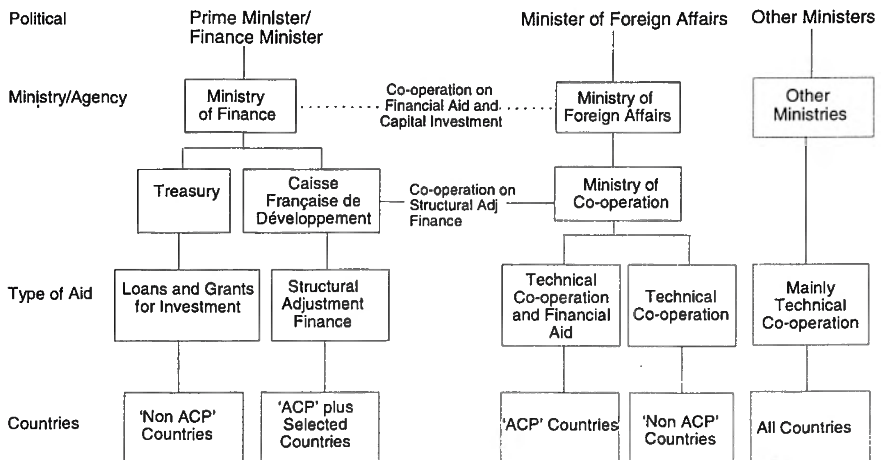 Political
Prime Minister/
Finance Minister
Minister of Foreign Affairs
Other Ministers
Ministry/Agency
Ministry
of Finance
Co-operation on
Financial Aid and
Capital Investment
Ministry of
Foreign Affairs
Other
Ministries
Treasury
Caisse
Française de
Développement
Co-operation on
Structural Adj
Finance
Ministry of
Co-operation
Type of Aid
Loans and Grants
for Investment
Structural
Adjustment
Finance
Technical
Co-operation
and Financial
Aid
Technical
Co-operation
Mainly
Technical
Co-operation
Countries
'Non ACP'
Countries
'ACP' plus
Selected
Countries
'ACP' Countries
'Non ACP'
Countries
All Countries